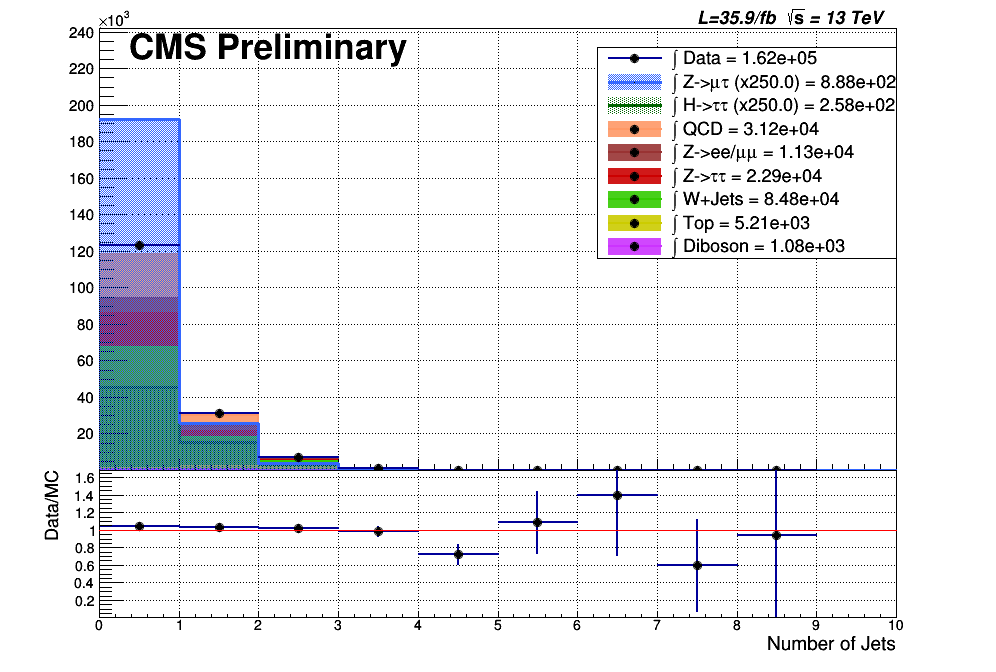 ×10³
L=35.9/fb √s = 13 TeV
CMS Preliminary
240
220
200
180
160
140
120
100
80
60
40
20
∫ Data = 1.62e+05
∫ Z->μτ (x250.0) = 8.88e+02
∫ H->ττ (x250.0) = 2.58e+02
∫ QCD = 3.12e+04
∫ Z->ee/μμ = 1.13e+04
∫ Z->ττ = 2.29e+04
∫ W+Jets = 8.48e+04
∫ Top = 5.21e+03
∫ Diboson = 1.08e+03
Data/MC
1.6
1.4
1.2
1
0.8
0.6
0.4
0.2
0 1 2 3 4 5 6 7 8 9 10
Number of Jets